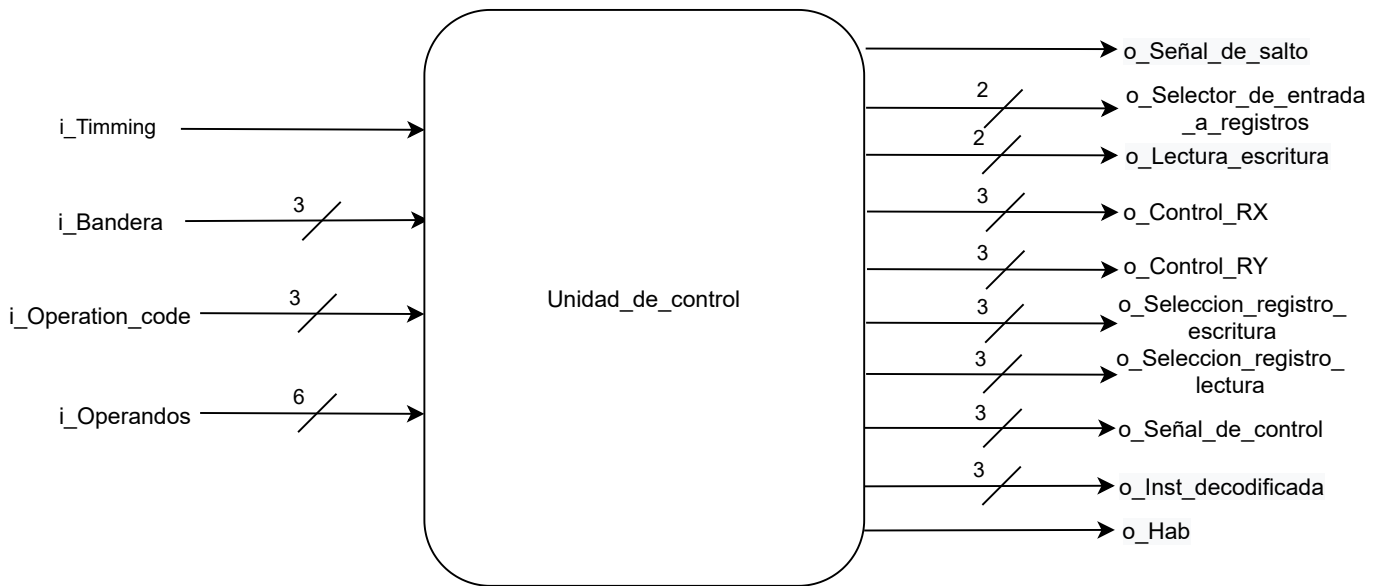 i_Timming
3
i_Bandera
3
i_Operation_code
6
i_Operandos
Unidad_de_control
o_Señal_de_salto
2
o_Selector_de_entrada
_a_registros
2
o_Lectura_escritura
3
o_Control_RX
3
o_Control_RY
3
o_Seleccion_registro_
escritura
3
o_Seleccion_registro_
lectura
3
o_Señal_de_control
3
o_Inst_decodificada
o_Hab